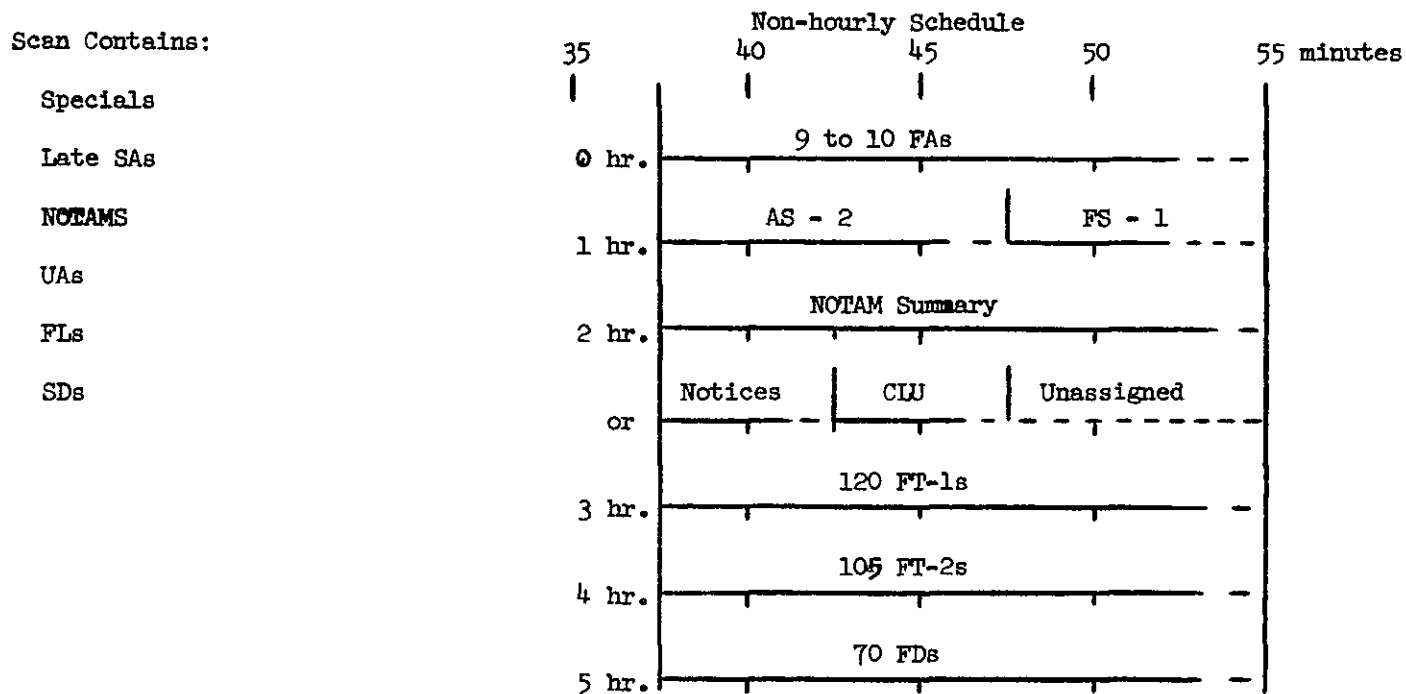 Non-hourly Schedule
Scan Contains:
35 40 45 50 55 minutes
Specials
9 to 10 FAs
Late SAs
0 hr.
NOTAMS
AS - 2 FS - 1
1 hr.
UAs
NOTAM Summary
FLs
2 hr.
SDs
Notices CLU Unassigned
or
120 FT-1s
3 hr.
105 FT-2s
4 hr.
70 FDs
5 hr.